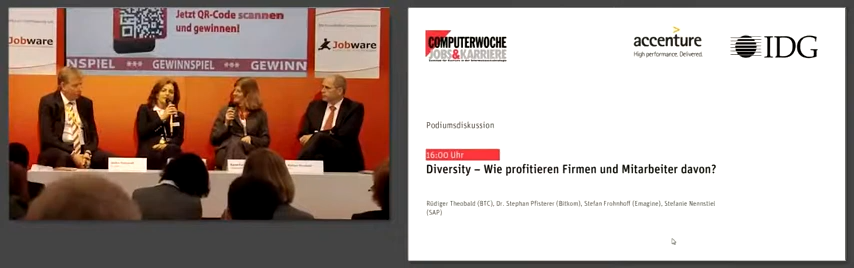 Jetzt QR-Code scannen
und gewinnen!
Jobware
Jobware
NSPIEL *** GEWINNSPIEL *** GEWINN
COMPUTERWOCHE
JOBS&KARRIERE
accenture
High performance. Delivered.
IDG
Podiumsdiskussion
16:00 Uhr
Diversity – Wie profitieren Firmen und Mitarbeiter davon?
Rüdiger Theobald (BTC), Dr. Stephan Pfisterer (Bitkom), Stefan Frohnhoff (Emagine), Stefanie Nennstiel
(SAP)